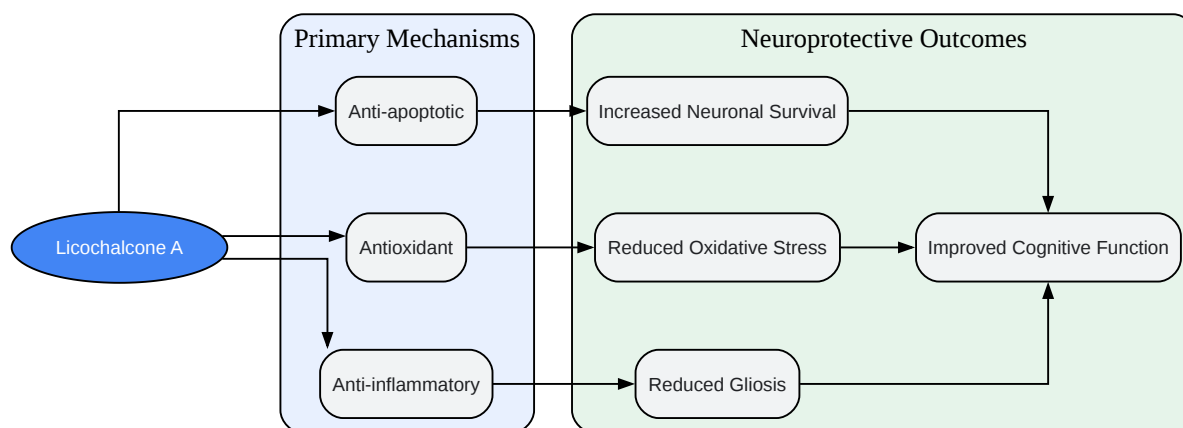 Primary Mechanisms
Neuroprotective Outcomes
Anti-apoptotic
Increased Neuronal Survival
Licochalcone A
Antioxidant
Reduced Oxidative Stress
Improved Cognitive Function
Anti-inflammatory
Reduced Gliosis